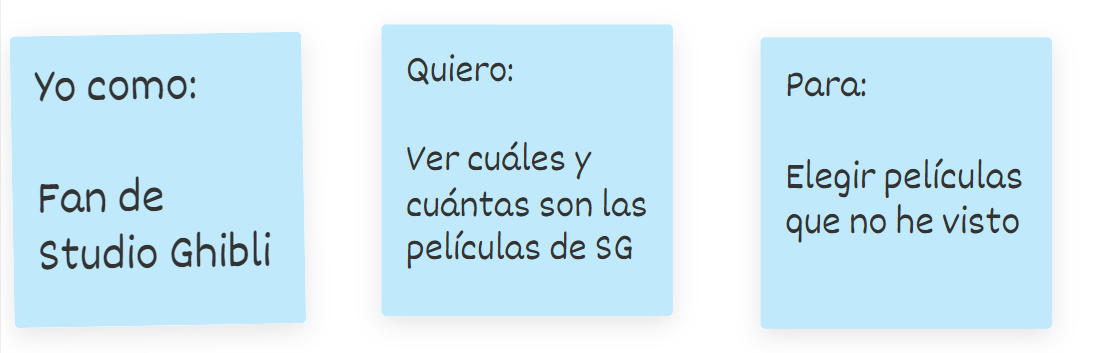 Yo como:
Fan de
Studio Ghibli
Quiero:
Ver cuáles y
cuántas son las
películas de SG
Para:
Elegir películas
que no he visto